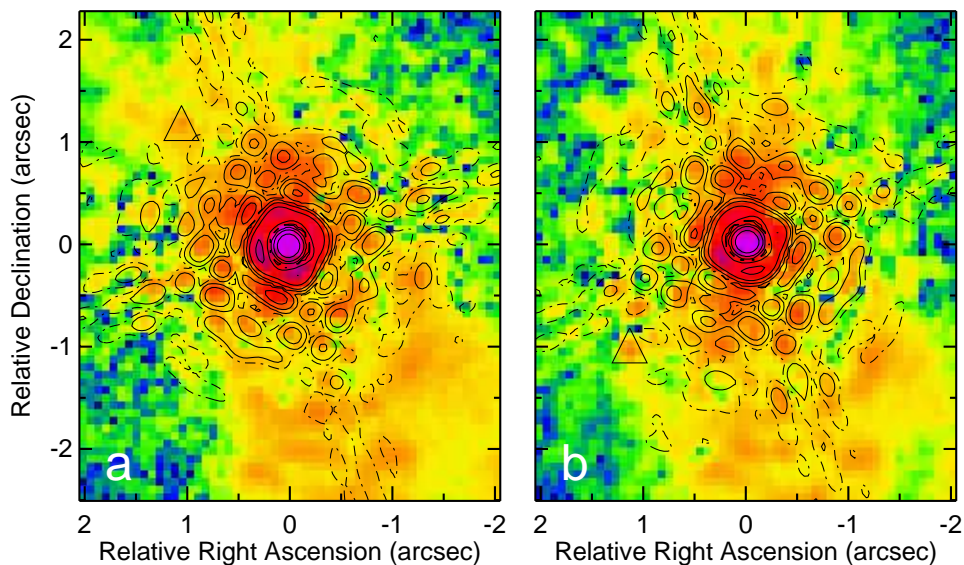 Relative Declination (arcsec)
2
1
0
-1
-2
a
2 1 0 -1 -2
Relative Right Ascension (arcsec)
b
2 1 0 -1 -2
Relative Right Ascension (arcsec)